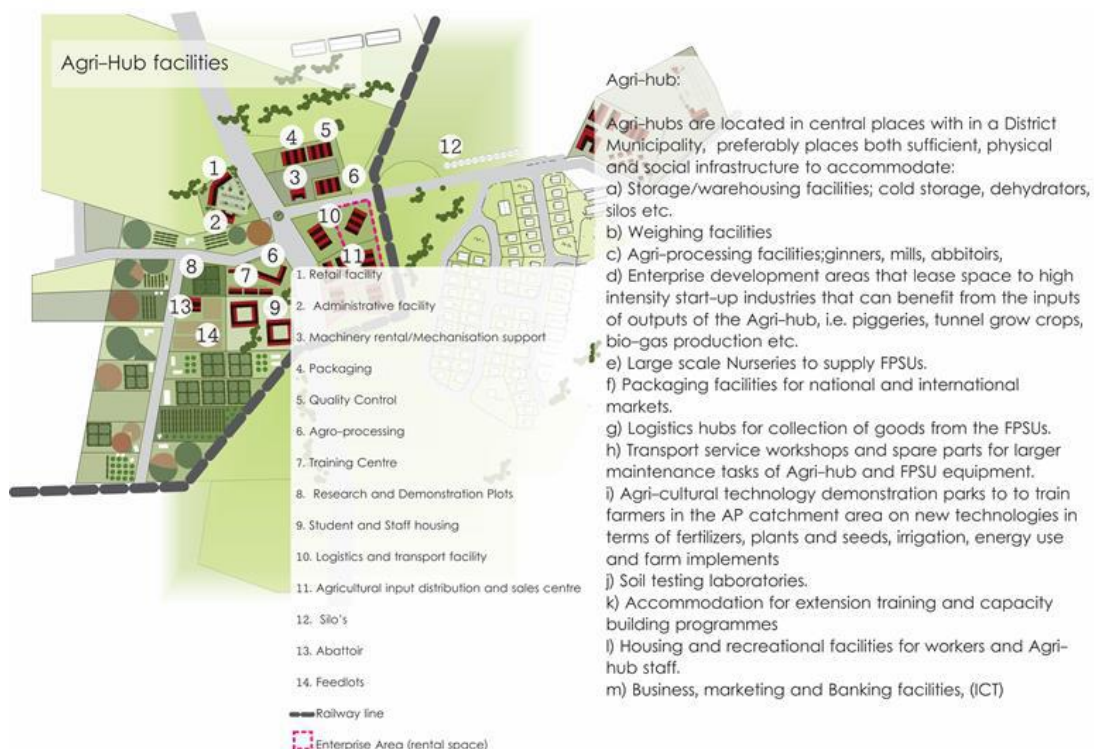 Agri-Hub facilities
1
2
3
4
5
6
12
10
11
6
7
8
13
9
14
1. Retail facility
2. Administrative facility
3. Machinery rental/Mechanisation support
4. Packaging
5. Quality Control
6. Agro-processing
7. Training Centre
8. Research and Demonstration Plots
9. Student and Staff housing
10. Logistics and transport facility
11. Agricultural input distribution and sales centre
12. Silo's
13. Abattoir
14. Feedlots
Railway line
Enterprise Area (rental space)
Agri-hub:
Agri-hubs are located in central places with in a District
Municipality, preferably places both sufficient, physical
and social infrastructure to accommodate:
a) Storage/warehousing facilities; cold storage, dehydrators,
silos etc.
b) Weighing facilities
c) Agri-processing facilities;ginners, mills, abbitoirs,
d) Enterprise development areas that lease space to high
intensity start-up industries that can benefit from the inputs
of outputs of the Agri-hub, i.e. piggeries, tunnel grow crops,
bio-gas production etc.
e) Large scale Nurseries to supply FPSUs.
f) Packaging facilities for national and international
markets.
g) Logistics hubs for collection of goods from the FPSUs.
h) Transport service workshops and spare parts for larger
maintenance tasks of Agri-hub and FPSU equipment.
i) Agri-cultural technology demonstration parks to to train
farmers in the AP catchment area on new technologies in
terms of fertilizers, plants and seeds, irrigation, energy use
and farm implements
j) Soil testing laboratories.
k) Accommodation for extension training and capacity
building programmes
l) Housing and recreational facilities for workers and Agri-
hub staff.
m) Business, marketing and Banking facilities, (ICT)